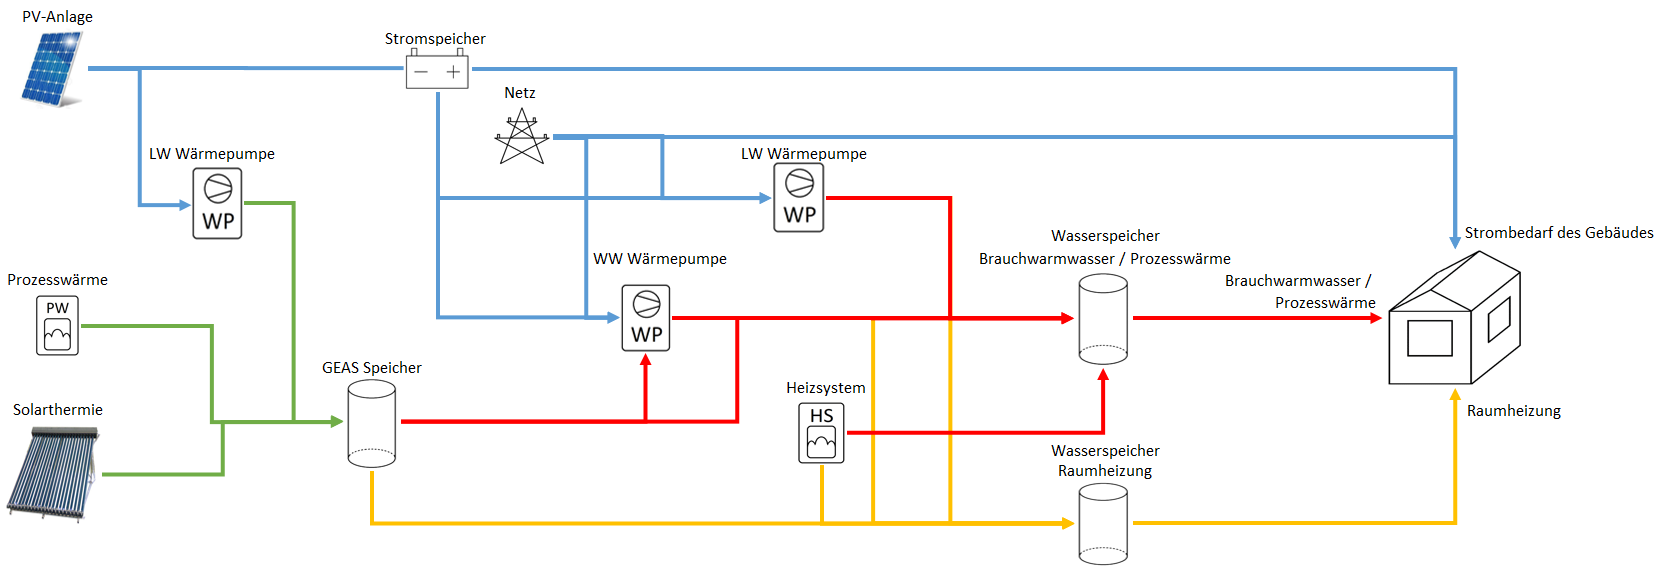 PV-Anlage
Stromspeicher
Netz
LW Wärmepumpe
WP
LW Wärmepumpe
WP
Strombedarf des Gebäudes
Wasserspeicher
Brauchwarmwasser / Prozesswärme
WW Wärmepumpe
WP
Prozesswärme
PW
Brauchwarmwasser /
Prozesswärme
GEAS Speicher
Heizsystem
HS
Solarthermie
Raumheizung
Wasserspeicher
Raumheizung